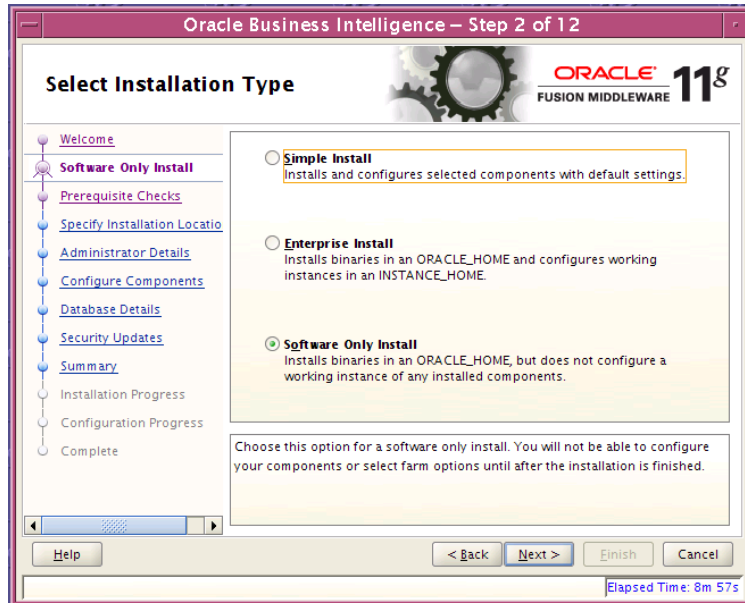 Oracle Business Intelligence – Step 2 of 12
Select Installation Type
ORACLE
FUSION MIDDLEWARE 11g
Welcome
Software Only Install
Prerequisite Checks
Specify Installation Locatio
Administrator Details
Configure Components
Database Details
Security Updates
Summary
Installation Progress
Configuration Progress
Complete
Simple Install
Installs and configures selected components with default settings.
Enterprise Install
Installs binaries in an ORACLE_HOME and configures working
instances in an INSTANCE_HOME.
Software Only Install
Installs binaries in an ORACLE_HOME, but does not configure a
working instance of any installed components.
Choose this option for a software only install. You will not be able to configure
your components or select farm options until after the installation is finished.
Help
< Back
Next >
Finish
Cancel
Elapsed Time: 8m 57s